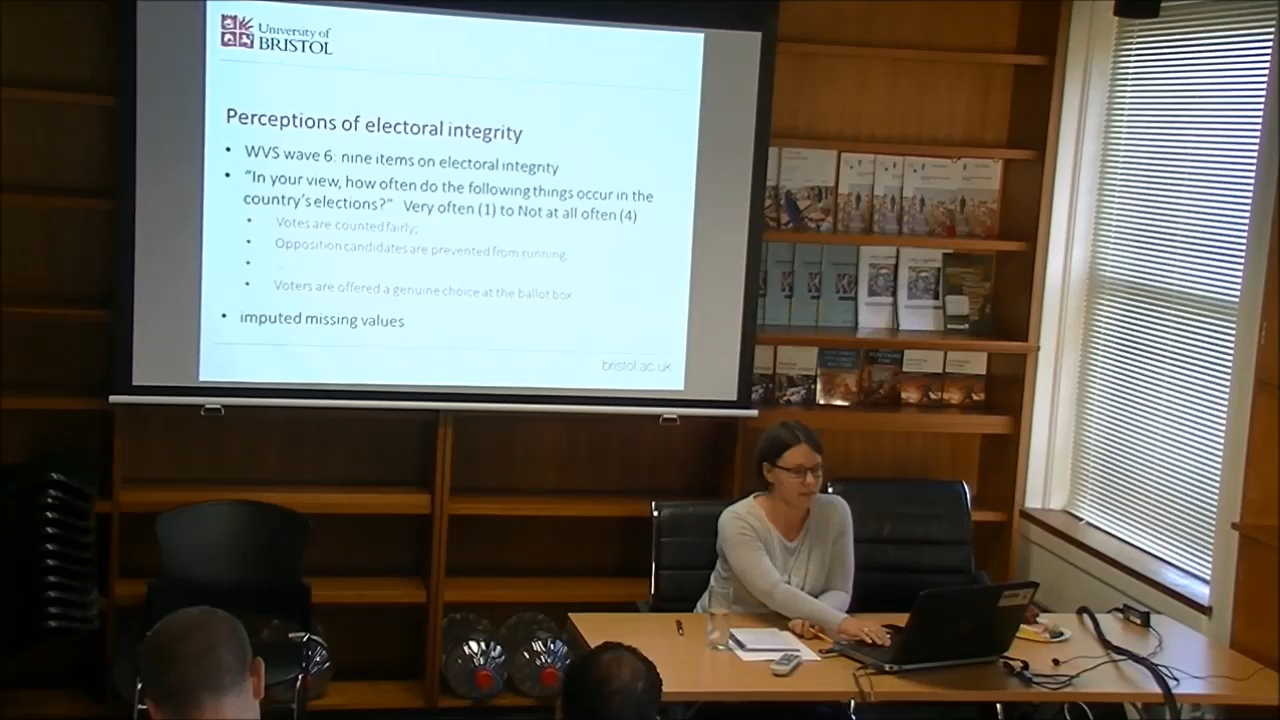 University of
BRISTOL
Perceptions of electoral integrity
• WVS wave 6: nine items on electoral integrity
• "In your view, how often do the following things occur in the
country's elections?" Very often (1) to Not at all often (4)
• Votes are counted fairly;
• Opposition candidates are prevented from running,
•
• Voters are offered a genuine choice at the ballot box
• imputed missing values
bristol.ac.uk